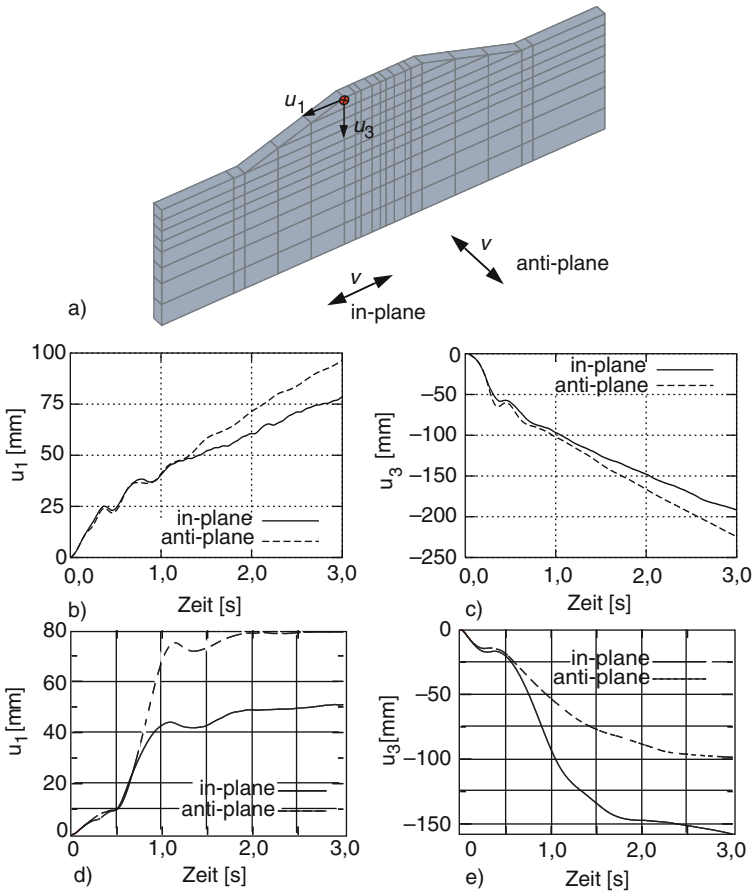 u1
u3
v
anti-plane
v
a)
in-plane
100
75
50
25
0
u1 [mm]
in-plane
anti-plane
0,0
1,0
2,0
3,0
b)
Zeit [s]
0
−50
−100
−150
−200
−250
u3 [mm]
in-plane
anti-plane
0,0
1,0
2,0
3,0
c)
Zeit [s]
80
60
40
20
10
0
u1 [mm]
in-plane
anti-plane
0
1,0
2,0
3,0
d)
Zeit [s]
0
−50
−100
−150
u3[mm]
in-plane
anti-plane
0,0
1,0
2,0
3,0
e)
Zeit [s]